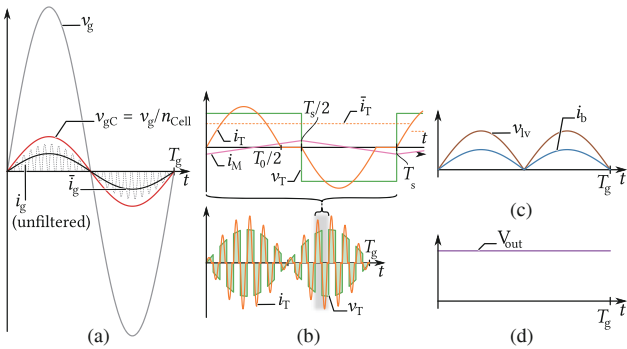 v_g
v_gC = v_g/n_Cell
T_g
t
i_g
(unfiltered)
ī_g
(a)
T_s/2
ī_T
t
i_T
i_M
T_0/2
v_T
T_s
T_g
t
i_T
v_T
(b)
v_lv
i_b
T_g
t
(c)
V_out
T_g
t
(d)